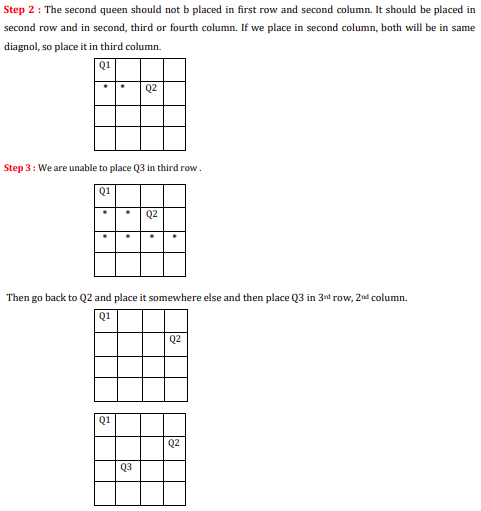 Step 2 : The second queen should not b placed in first row and second column. It should be placed in
second row and in second, third or fourth column. If we place in second column, both will be in same
diagnol, so place it in third column.
Q1
* * Q2
Step 3 : We are unable to place Q3 in third row .
Q1
* * Q2
* * * *
Then go back to Q2 and place it somewhere else and then place Q3 in 3rd row, 2nd column.
Q1
Q2
Q1
Q2
Q3